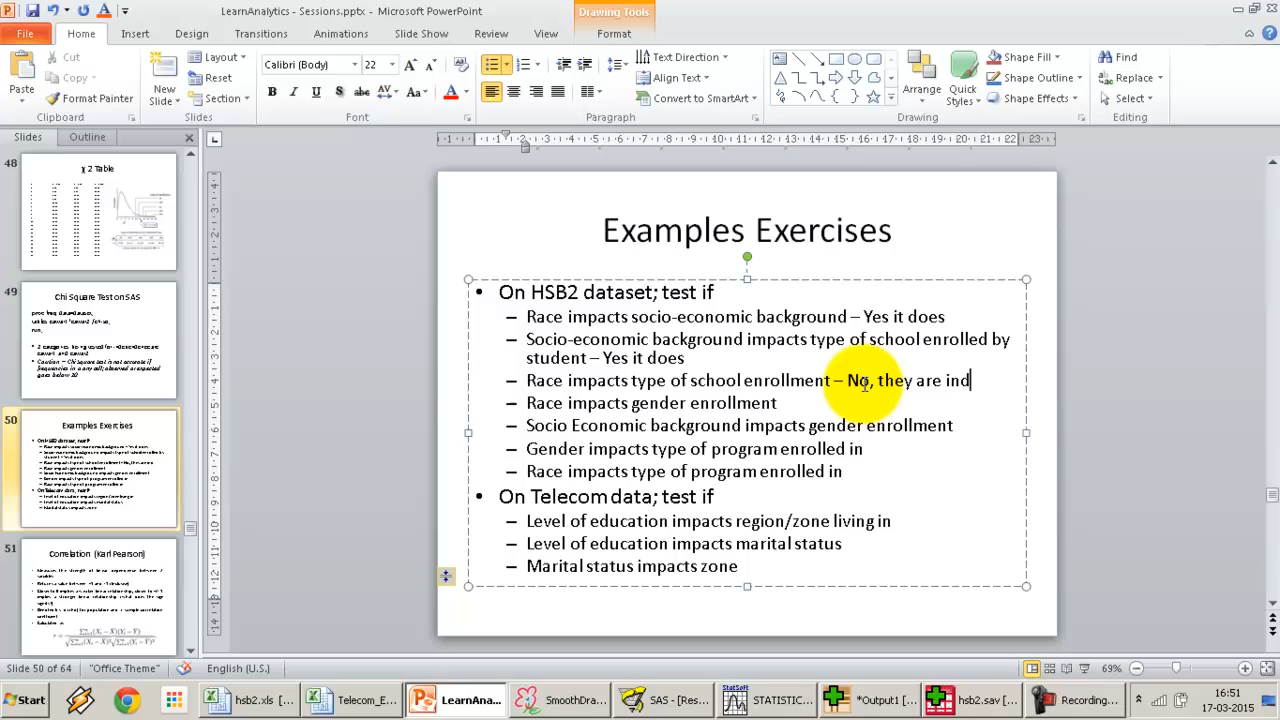 LearnAnalytics - Sessions.pptx - Microsoft PowerPoint
Drawing Tools
File Home Insert Design Transitions Animations Slide Show Review View Format
Cut
Copy
Format Painter
Paste
Clipboard
New Slide
Layout
Reset
Section
Slides
Calibri (Body) 22
Font
Text Direction
Align Text
Convert to SmartArt
Paragraph
Arrange
Quick Styles
Shape Fill
Shape Outline
Shape Effects
Drawing
Find
Replace
Select
Editing
Slides Outline
48
χ 2 Table
49
Chi Square Test on SAS
50
Examples Exercises
51
Correlation (Karl Pearson)
Examples Exercises
• On HSB2 dataset; test if
– Race impacts socio-economic background – Yes it does
– Socio-economic background impacts type of school enrolled by
student – Yes it does
– Race impacts type of school enrollment – No, they are ind
– Race impacts gender enrollment
– Socio Economic background impacts gender enrollment
– Gender impacts type of program enrolled in
– Race impacts type of program enrolled in
• On Telecom data; test if
– Level of education impacts region/zone living in
– Level of education impacts marital status
– Marital status impacts zone
Slide 50 of 64 "Office Theme" English (U.S.) 69%
Start hsb2.xls [... Telecom_E... LearnAna... SmoothDra... SAS - [Res... STATISTIC... *Output1 [... hsb2.sav [... Recording... 16:51
17-03-2015